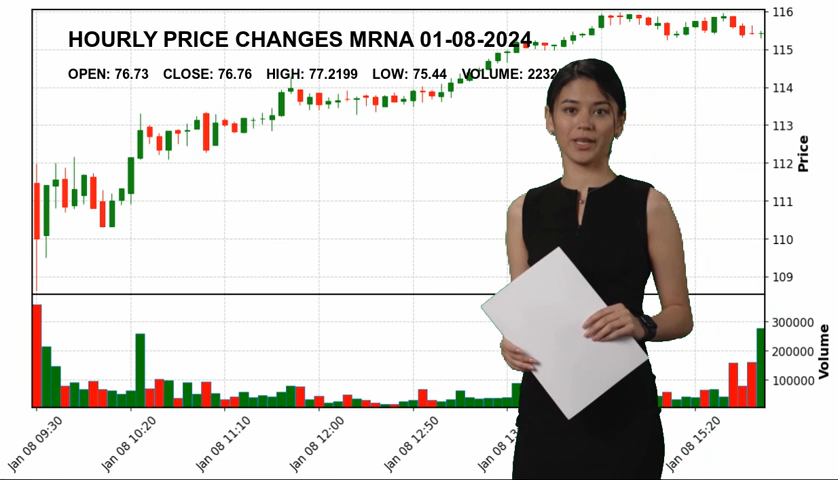 HOURLY PRICE CHANGES MRNA 01-08-2024
OPEN: 76.73 CLOSE: 76.76 HIGH: 77.2199 LOW: 75.44 VOLUME: 2232
116
115
114
113
112
111
110
109
Price
300000
200000
100000
Volume
Jan 08 09:30
Jan 08 10:20
Jan 08 11:10
Jan 08 12:00
Jan 08 12:50
Jan 08 13
Jan 08 15:20